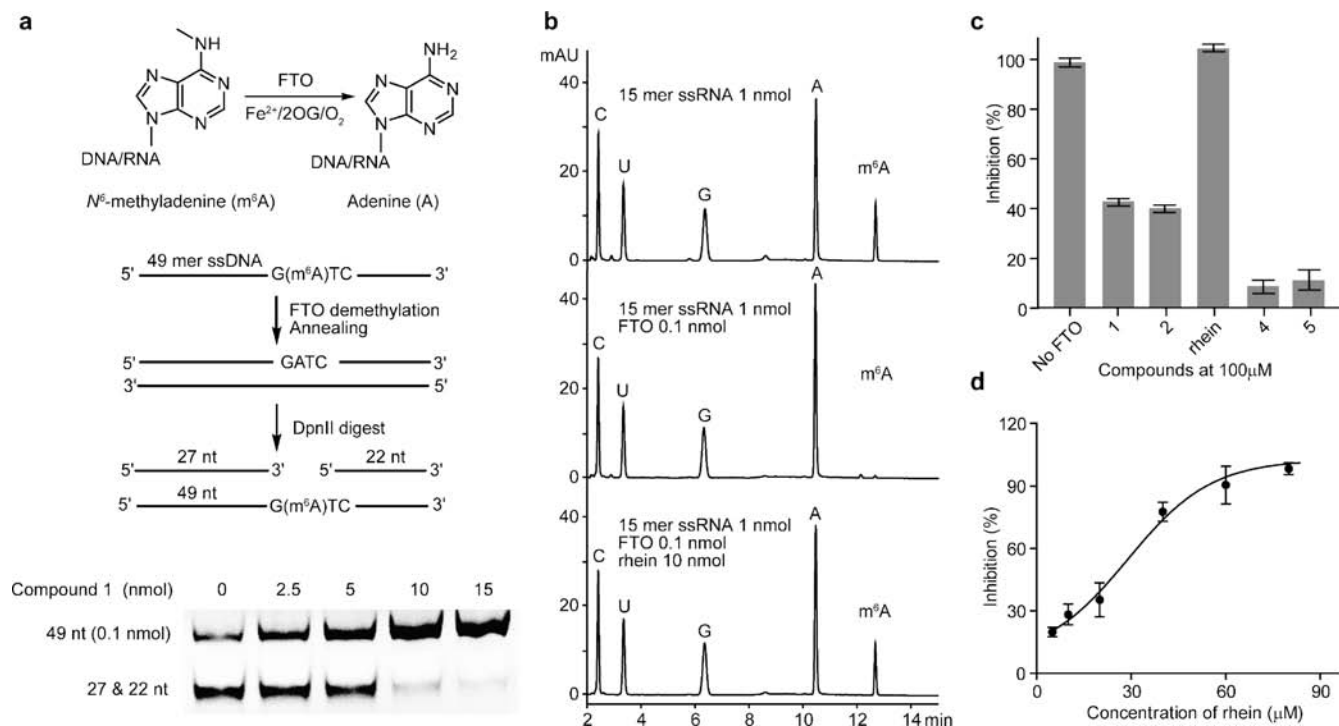 a
NH
N
N
N
N
DNA/RNA
N⁶-methyladenine (m⁶A)
FTO
Fe²⁺/2OG/O₂
NH₂
N
N
N
N
DNA/RNA
Adenine (A)
49 mer ssDNA
5' G(m⁶A)TC 3'
FTO demethylation
Annealing
5' GATC 3'
3' 5'
DpnII digest
27 nt 22 nt
5' 3' 5' 3'
49 nt
5' G(m⁶A)TC 3'
Compound 1 (nmol) 0 2.5 5 10 15
49 nt (0.1 nmol)
27 & 22 nt
b
mAU
40
20
0
15 mer ssRNA 1 nmol
C
U
G
A
m⁶A
40
20
0
15 mer ssRNA 1 nmol
FTO 0.1 nmol
C
U
G
A
m⁶A
40
20
0
15 mer ssRNA 1 nmol
FTO 0.1 nmol
rhein 10 nmol
C
U
G
A
m⁶A
2 4 6 8 10 12 14 min
c
Inhibition (%)
100
80
60
40
20
0
No FTO 1 2 rhein 4 5
Compounds at 100μM
d
Inhibition (%)
120
90
60
30
0
0 30 60 90
Concentration of rhein (μM)